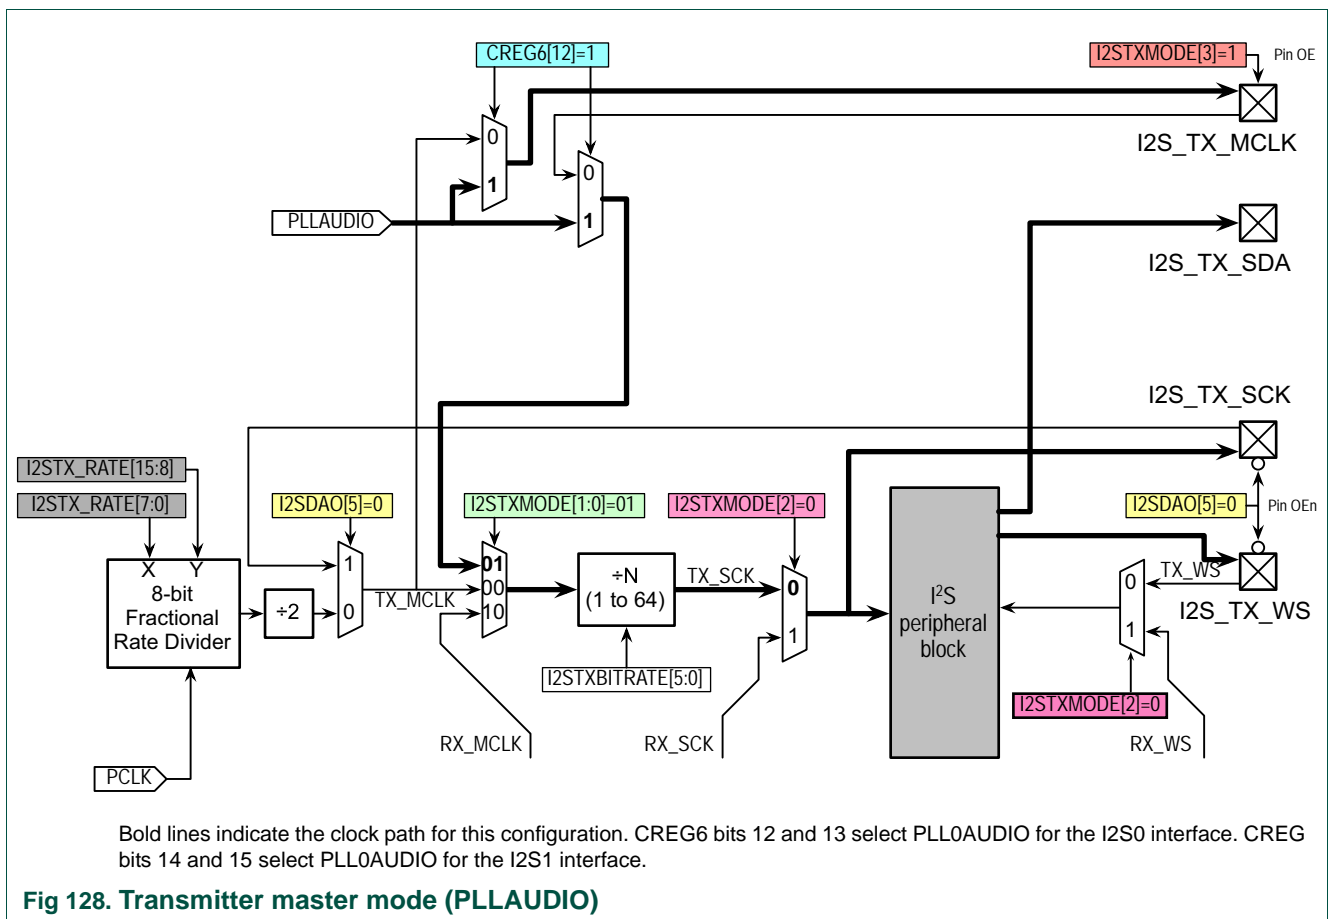 CREG6[12]=1
I2STXMODE[3]=1
Pin OE
0
I2S_TX_MCLK
0
1
PLLAUDIO
1
I2S_TX_SDA
I2S_TX_SCK
I2STX_RATE[15:8]
I2STX_RATE[7:0]
I2SDAO[5]=0
I2STXMODE[1:0]=01
I2STXMODE[2]=0
I2SDAO[5]=0
Pin OEn
X Y
8-bit
Fractional
Rate Divider
÷2
1
0
TX_MCLK
01
00
10
÷N
(1 to 64)
TX_SCK
0
1
I²S
peripheral
block
0
1
TX_WS
I2S_TX_WS
I2STXBITRATE[5:0]
I2STXMODE[2]=0
RX_MCLK
RX_SCK
RX_WS
PCLK
Bold lines indicate the clock path for this configuration. CREG6 bits 12 and 13 select PLL0AUDIO for the I2S0 interface. CREG
bits 14 and 15 select PLL0AUDIO for the I2S1 interface.
Fig 128. Transmitter master mode (PLLAUDIO)